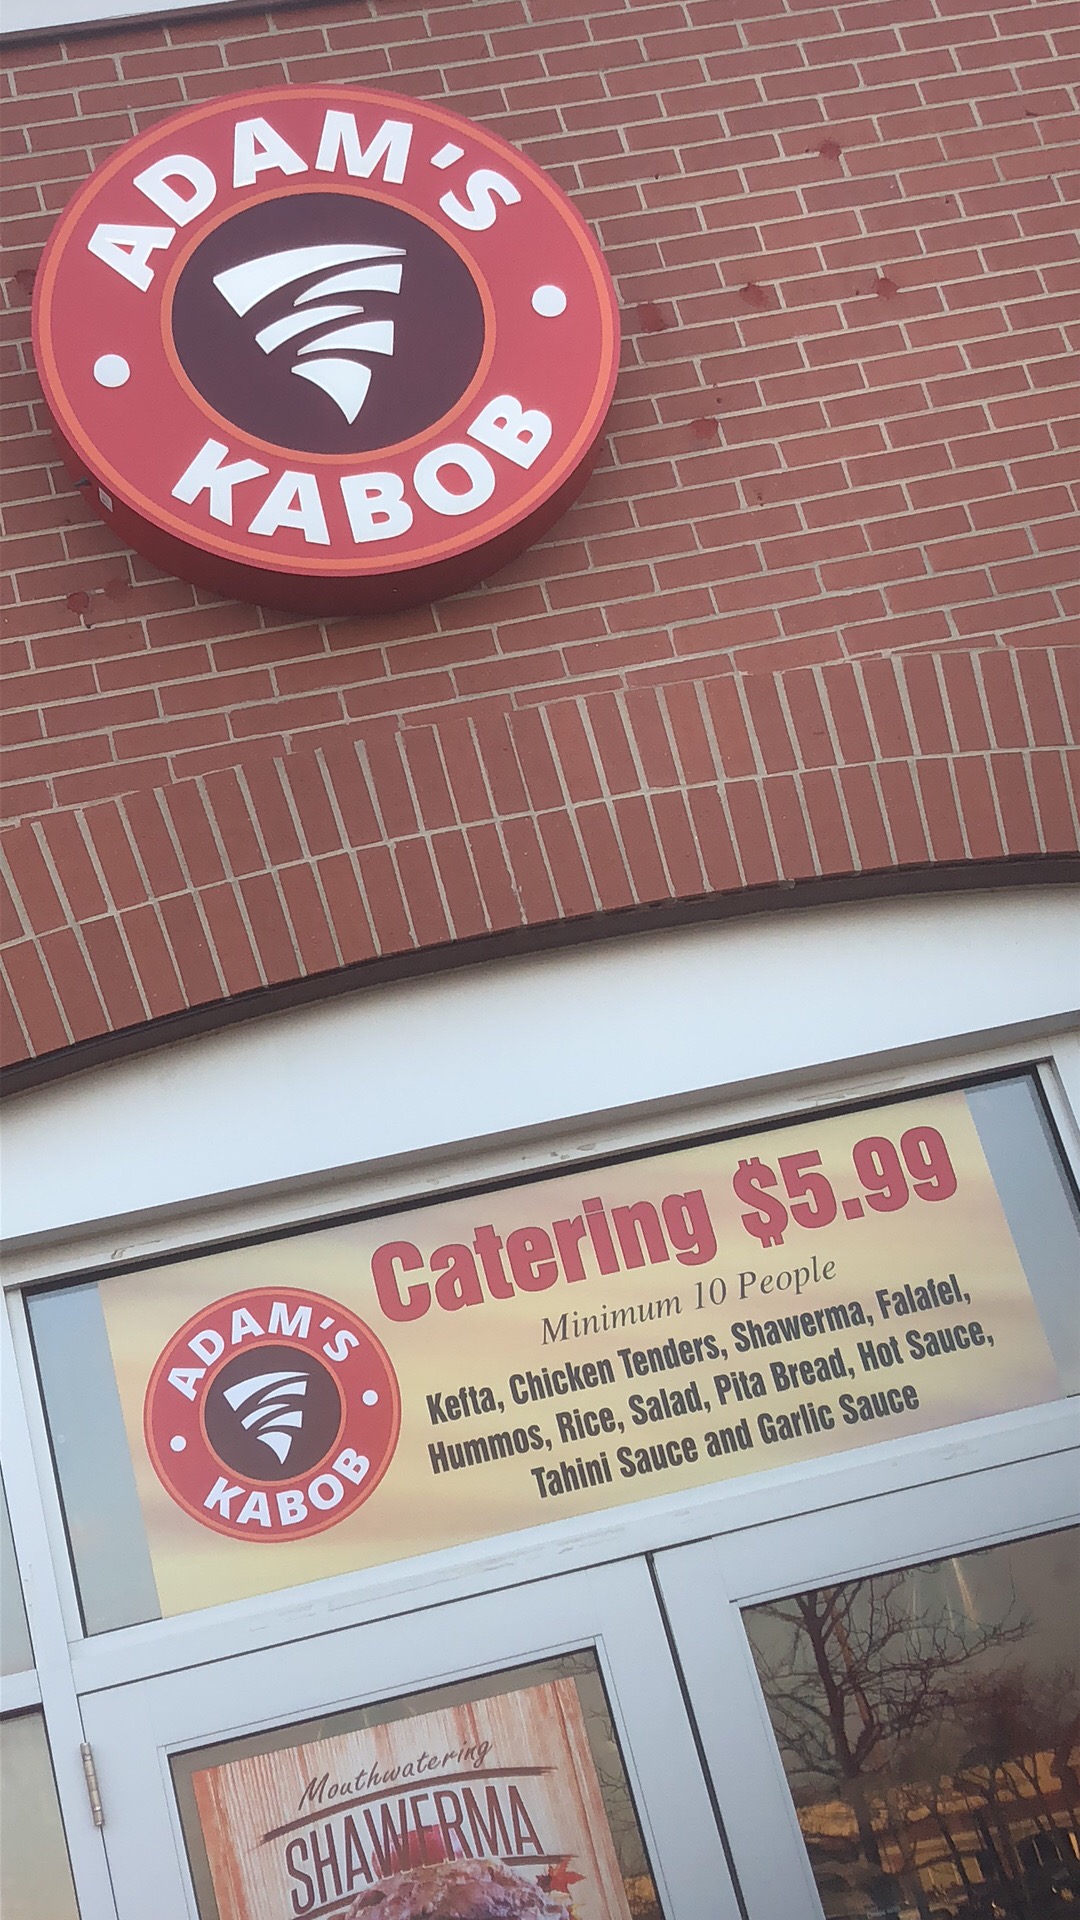 ADAM'S
KABOB
Catering $5.99
Minimum 10 People
Kefta, Chicken Tenders, Shawerma, Falafel,
Hummos, Rice, Salad, Pita Bread, Hot Sauce,
Tahini Sauce and Garlic Sauce
ADAM'S
KABOB
Mouthwatering
SHAWERMA